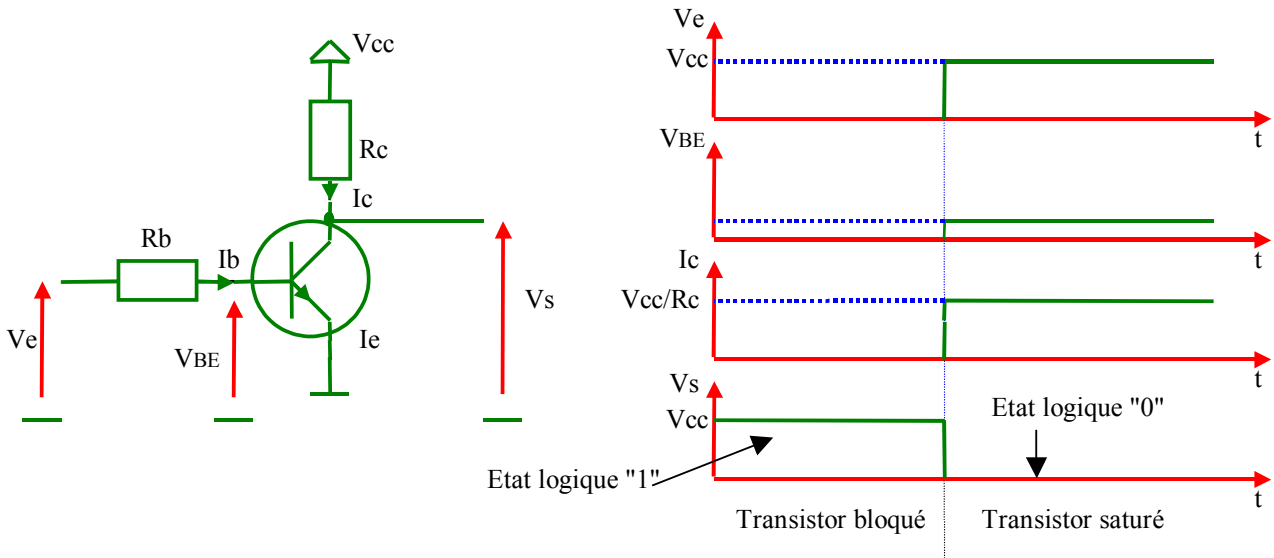 Vcc
Rc
Ic
Rb
Ib
Ve
VBE
Ie
Vs
Ve
Vcc
t
VBE
t
Ic
Vcc/Rc
t
Vs
Vcc
Etat logique "0"
Etat logique "1"
t
Transistor bloqué
Transistor saturé